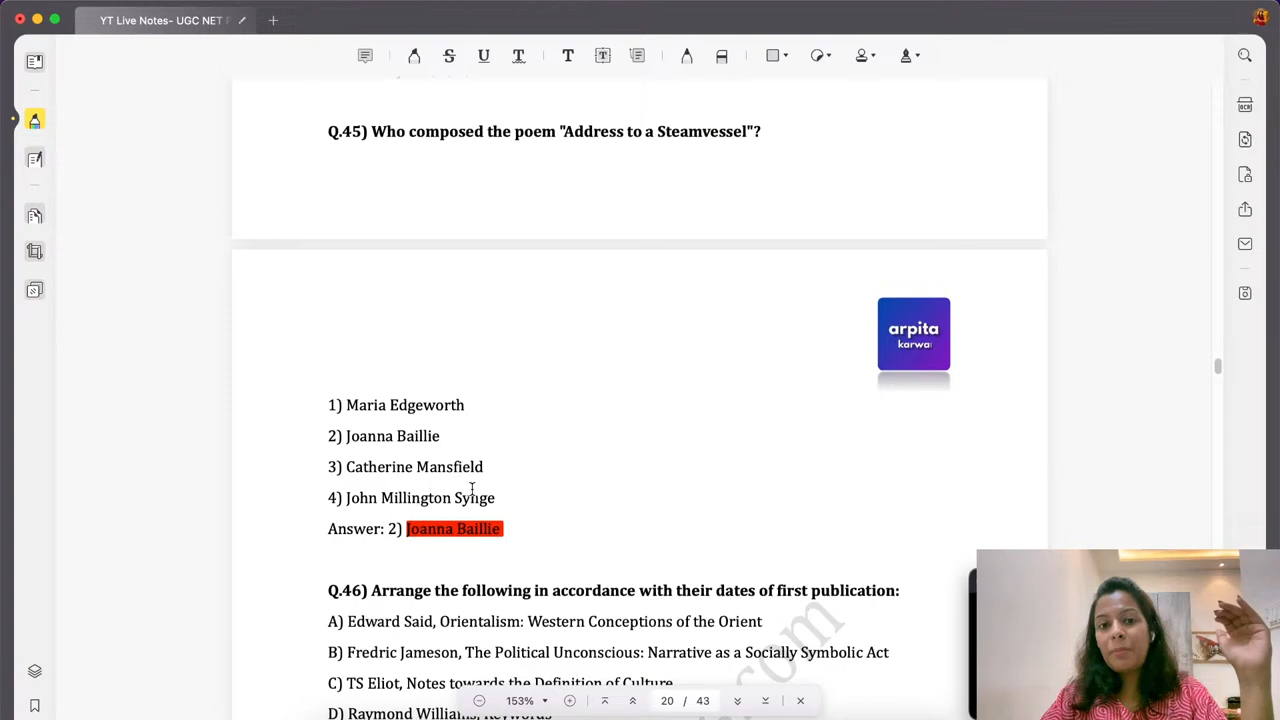 YT Live Notes- UGC NET
Q.45) Who composed the poem "Address to a Steamvessel"?
arpita
karwa
1) Maria Edgeworth
2) Joanna Baillie
3) Catherine Mansfield
4) John Millington Synge
Answer: 2) Joanna Baillie
Q.46) Arrange the following in accordance with their dates of first publication:
A) Edward Said, Orientalism: Western Conceptions of the Orient
B) Fredric Jameson, The Political Unconscious: Narrative as a Socially Symbolic Act
C) TS Eliot, Notes towards the Definition of Culture
D) Raymond Williams, Keywords
.com
153% 20 / 43